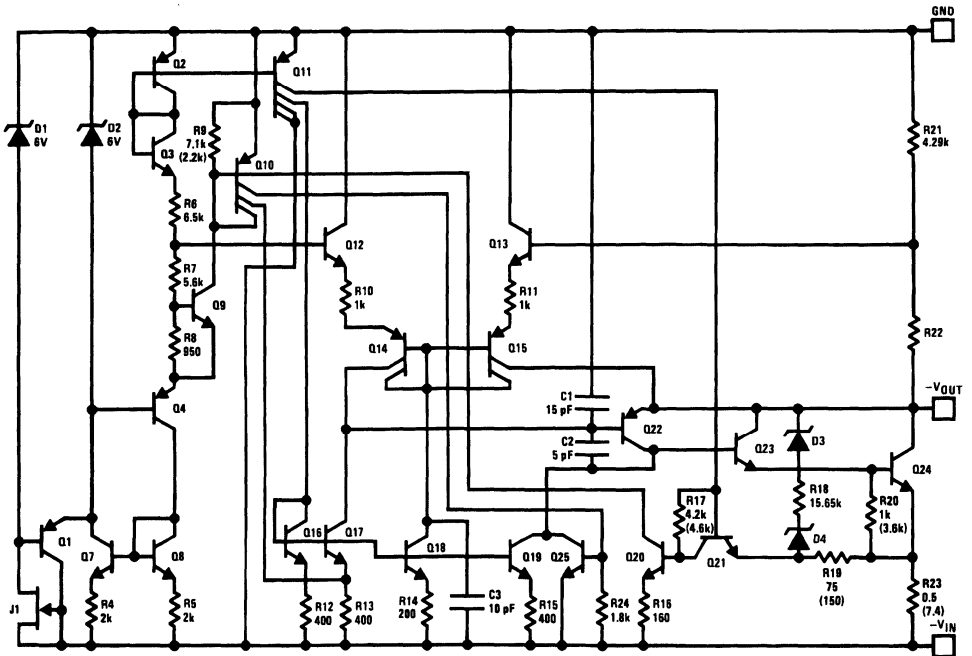 GND
Q2
Q11
D1
6V
D2
6V
Q3
R9
7.1k
(2.2k)
Q10
R21
4.29k
R6
6.5k
Q12
Q13
R7
5.6k
Q9
R10
1k
R11
1k
R22
R8
950
Q14
Q15
Q4
C1
15 pF
-VOUT
Q22
C2
5 pF
Q23
D3
Q24
R18
15.65k
R17
4.2k
(4.6k)
R20
1k
(3.6k)
Q1
Q7
Q8
Q16
Q17
Q18
Q19
Q25
Q20
Q21
D4
R19
75
(150)
J1
R4
2k
R5
2k
R12
400
R13
400
R14
200
C3
10 pF
R15
400
R24
1.8k
R16
160
R23
0.5
(7.4)
-VIN